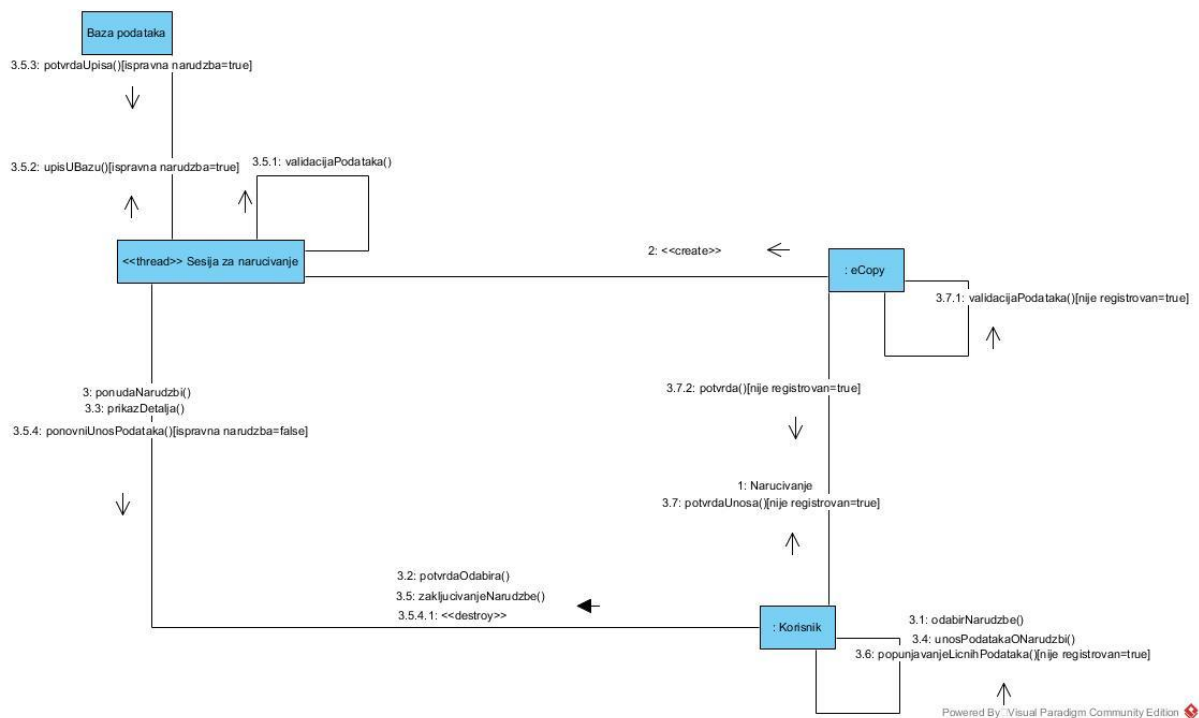 Baza podataka
3.5.3: potvrdaUpisa()[ispravna narudzba=true]
3.5.2: upisUBazu()[ispravna narudzba=true]
3.5.1: validacijaPodataka()
<<thread>> Sesija za narucivanje
2: <<create>>
: eCopy
3.7.1: validacijaPodataka()[nije registrovan=true]
3: ponudaNarudzbi()
3.3: prikazDetalja()
3.5.4: ponovniUnosPodataka()[ispravna narudzba=false]
3.7.2: potvrda()[nije registrovan=true]
1: Narucivanje
3.7: potvrdaUnosa()[nije registrovan=true]
3.2: potvrdaOdabira()
3.5: zakljucivanjeNarudzbe()
3.5.4.1: <<destroy>>
: Korisnik
3.1: odabirNarudzbe()
3.4: unosPodatakaONarudzbi()
3.6: popunjavanjeLicnihPodataka()[nije registrovan=true]
Powered By Visual Paradigm Community Edition